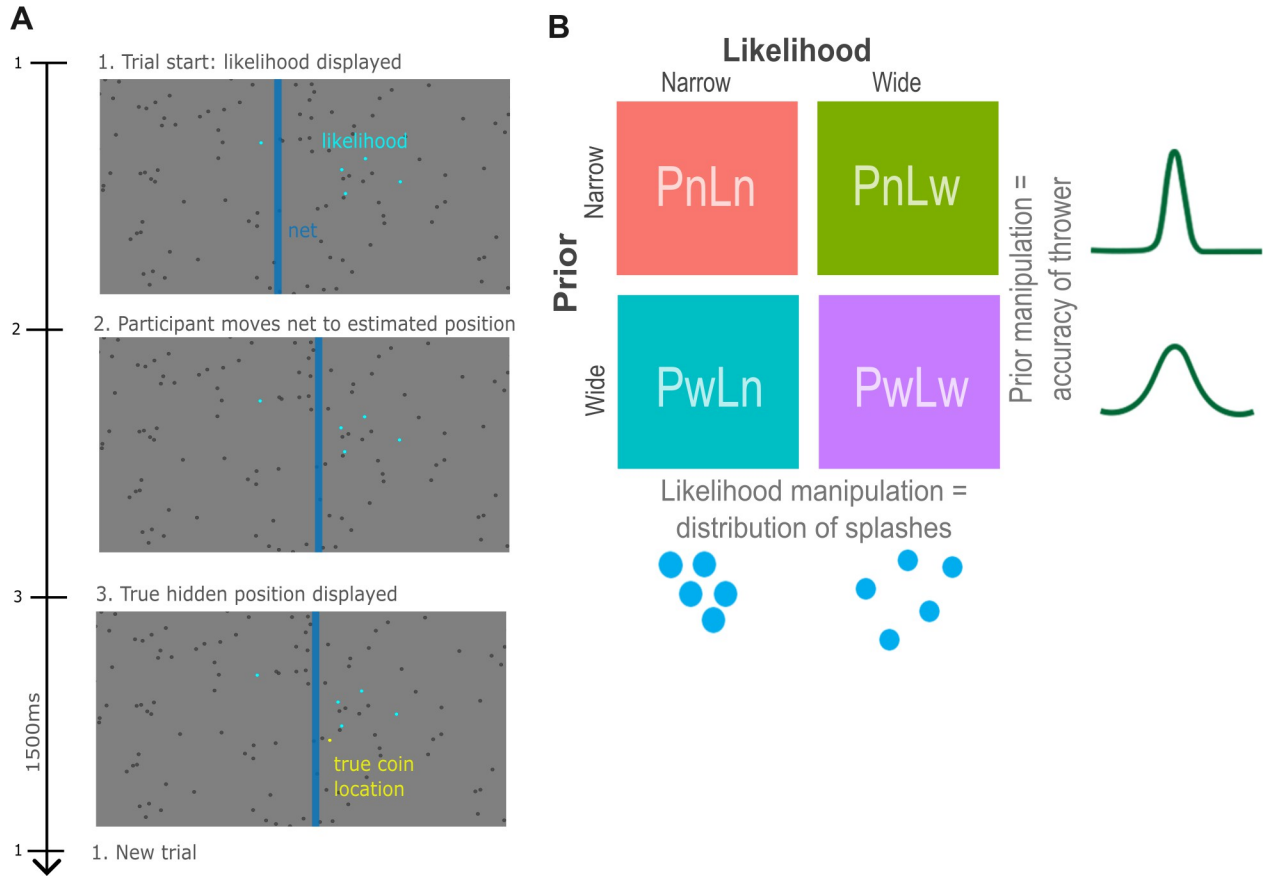 A
1
1. Trial start: likelihood displayed
likelihood
net
2
2. Participant moves net to estimated position
3
3. True hidden position displayed
true coin
location
1500ms
1
1. New trial
B
Likelihood
Narrow
Wide
Prior
Narrow
PnLn
PnLw
Wide
PwLn
PwLw
Prior manipulation =
accuracy of thrower
Likelihood manipulation =
distribution of splashes